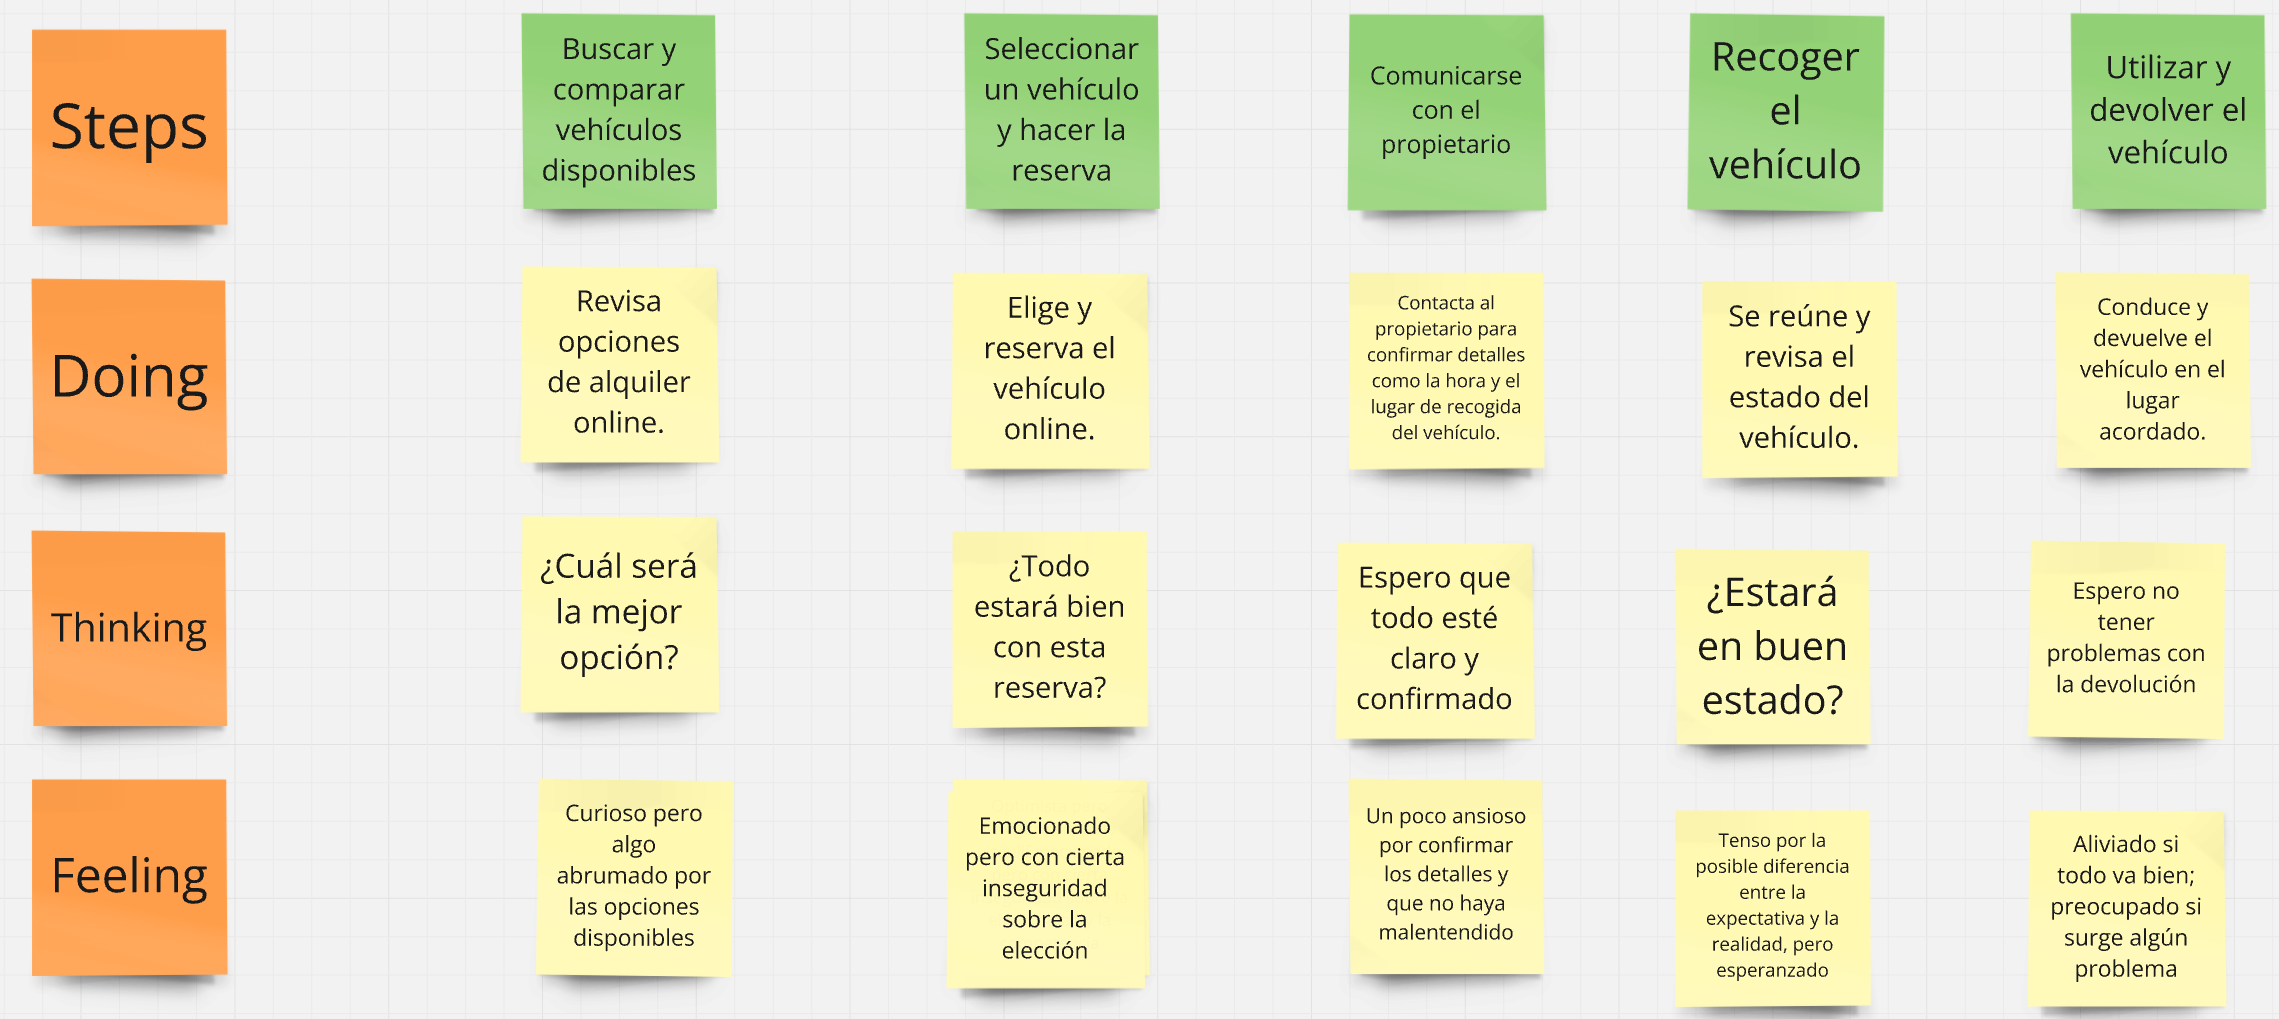 Steps
Buscar y
comparar
vehículos
disponibles
Seleccionar
un vehículo
y hacer la
reserva
Comunicarse
con el
propietario
Recoger
el
vehículo
Utilizar y
devolver el
vehículo
Doing
Revisa
opciones
de alquiler
online.
Elige y
reserva el
vehículo
online.
Contacta al
propietario para
confirmar detalles
como la hora y el
lugar de recogida
del vehículo.
Se reúne y
revisa el
estado del
vehículo.
Conduce y
devuelve el
vehículo en el
lugar
acordado.
Thinking
¿Cuál será
la mejor
opción?
¿Todo
estará bien
con esta
reserva?
Espero que
todo esté
claro y
confirmado
¿Estará
en buen
estado?
Espero no
tener
problemas con
la devolución
Feeling
Curioso pero
algo
abrumado por
las opciones
disponibles
Emocionado
pero con cierta
inseguridad
sobre la
elección
Un poco ansioso
por confirmar
los detalles y
que no haya
malentendido
Tenso por la
posible diferencia
entre la
expectativa y la
realidad, pero
esperanzado
Aliviado si
todo va bien;
preocupado si
surge algún
problema